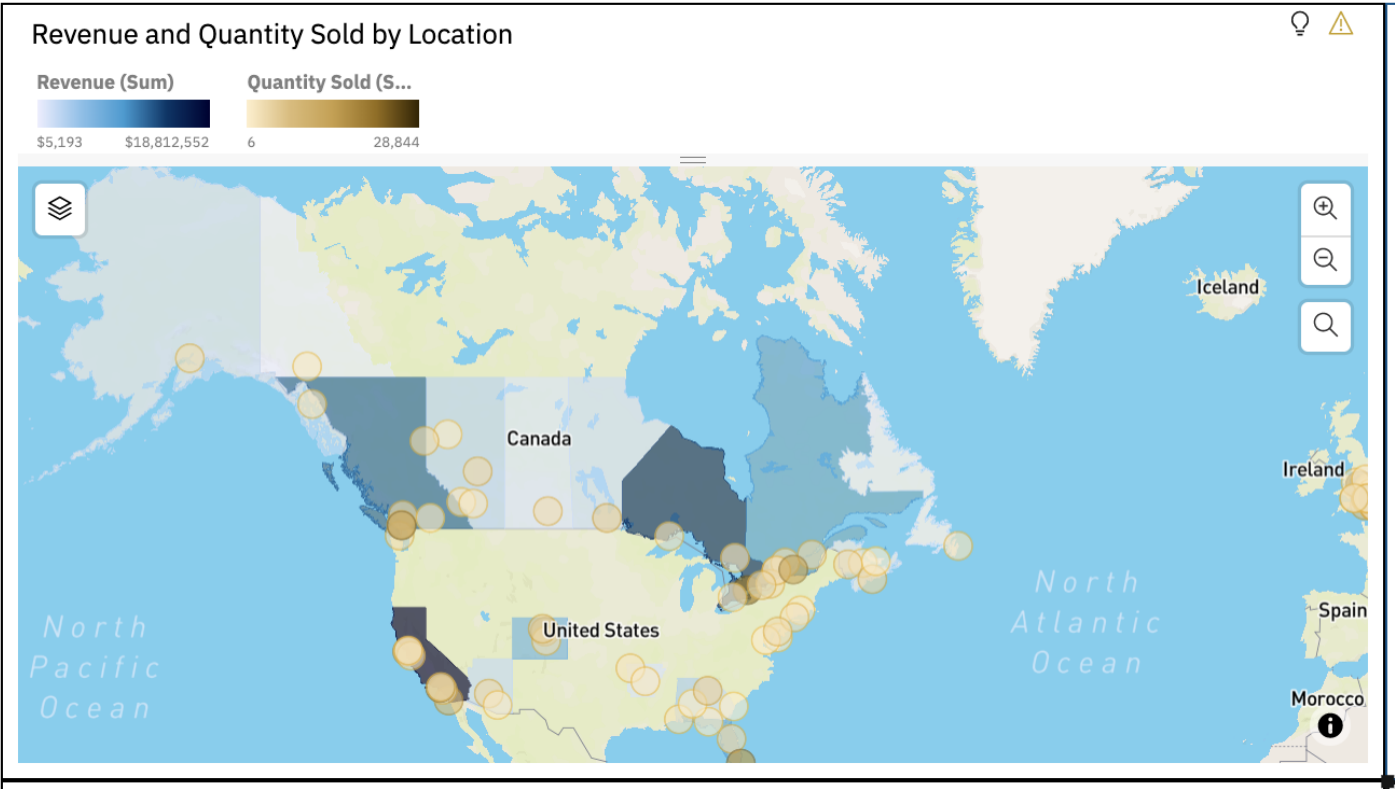 Revenue and Quantity Sold by Location
Revenue (Sum)
Quantity Sold (S...
$5,193
$18,812,552
6
28,844
Iceland
Canada
Ireland
United States
North
Pacific
Ocean
North
Atlantic
Ocean
Spain
Morocco